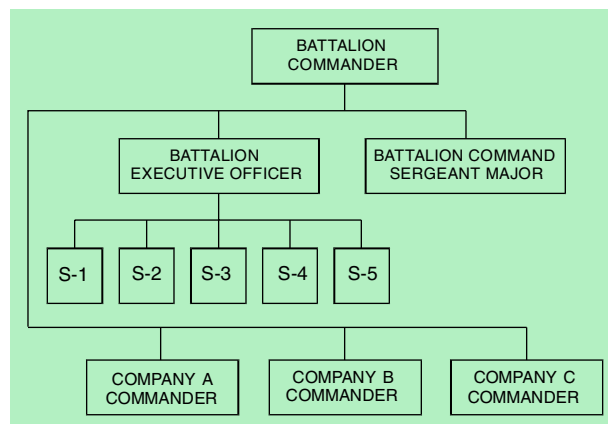 BATTALION
COMMANDER
BATTALION
EXECUTIVE OFFICER
BATTALION COMMAND
SERGEANT MAJOR
S-1
S-2
S-3
S-4
S-5
COMPANY A
COMMANDER
COMPANY B
COMMANDER
COMPANY C
COMMANDER